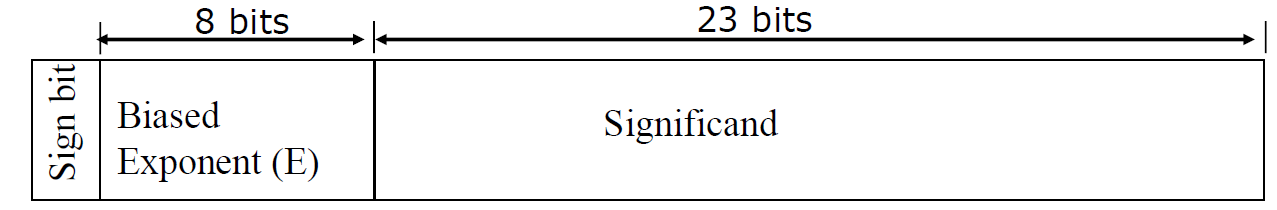 8 bits
23 bits
Sign bit
Biased
Exponent (E)
Significand